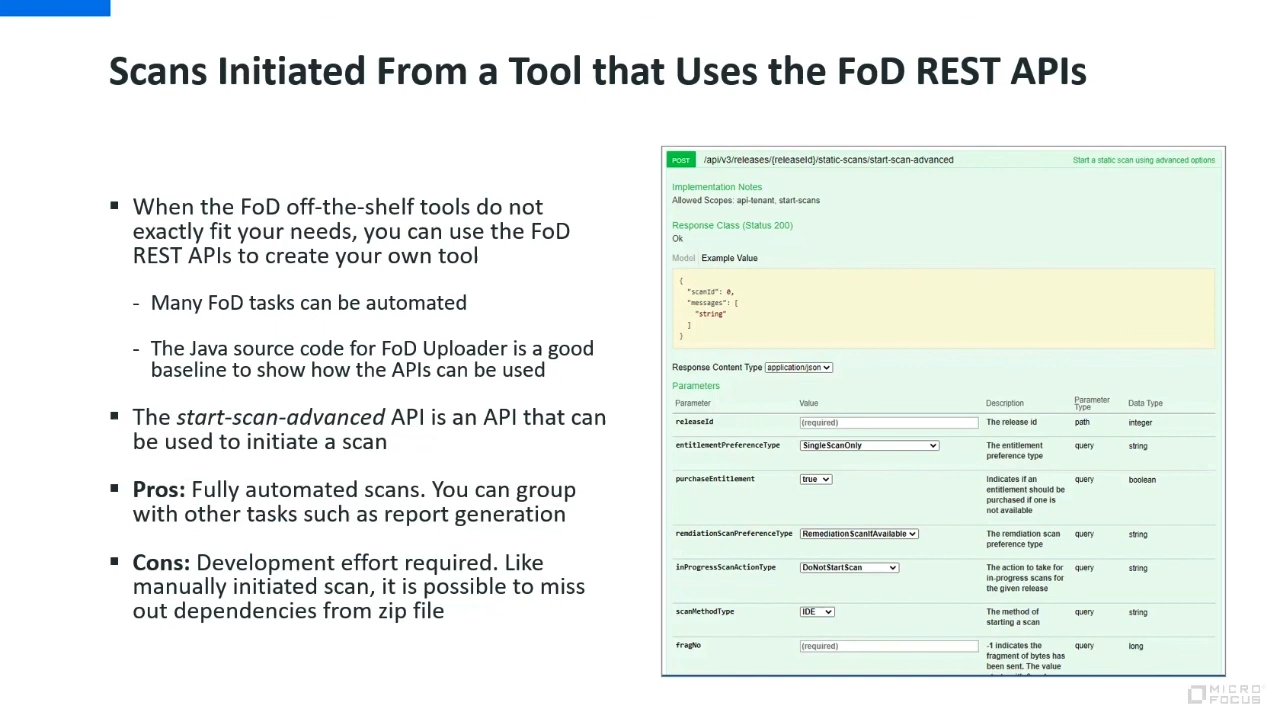 Scans Initiated From a Tool that Uses the FoD REST APIs
▪ When the FoD off-the-shelf tools do not
exactly fit your needs, you can use the FoD
REST APIs to create your own tool
- Many FoD tasks can be automated
- The Java source code for FoD Uploader is a good
baseline to show how the APIs can be used
▪ The start-scan-advanced API is an API that can
be used to initiate a scan
▪ Pros: Fully automated scans. You can group
with other tasks such as report generation
▪ Cons: Development effort required. Like
manually initiated scan, it is possible to miss
out dependencies from zip file
POST /api/v3/releases/{releaseId}/static-scans/start-scan-advanced Start a static scan using advanced options
Implementation Notes
Allowed Scopes: api-tenant, start-scans
Response Class (Status 200)
Ok
Model Example Value
{
"scanId": 0,
"messages": [
"string"
]
}
Response Content Type application/json
Parameters
Parameter Value Description Parameter Type Data Type
releaseId (required) The release id path integer
entitlementPreferenceType SingleScanOnly The entitlement query string
preference type
purchaseEntitlement true Indicates if an query boolean
entitlement should be
purchased if one is
not available
remdiationScanPreferenceType RemediationScanIfAvailable The remdiation scan query string
preference type
inProgressScanActionType DoNotStartScan The action to take for query string
in-progress scans for
the given release
scanMethodType IDE The method of query string
starting a scan
fragNo (required) -1 indicates the query long
fragment of bytes has
been sent. The value
MICRO
FOCUS